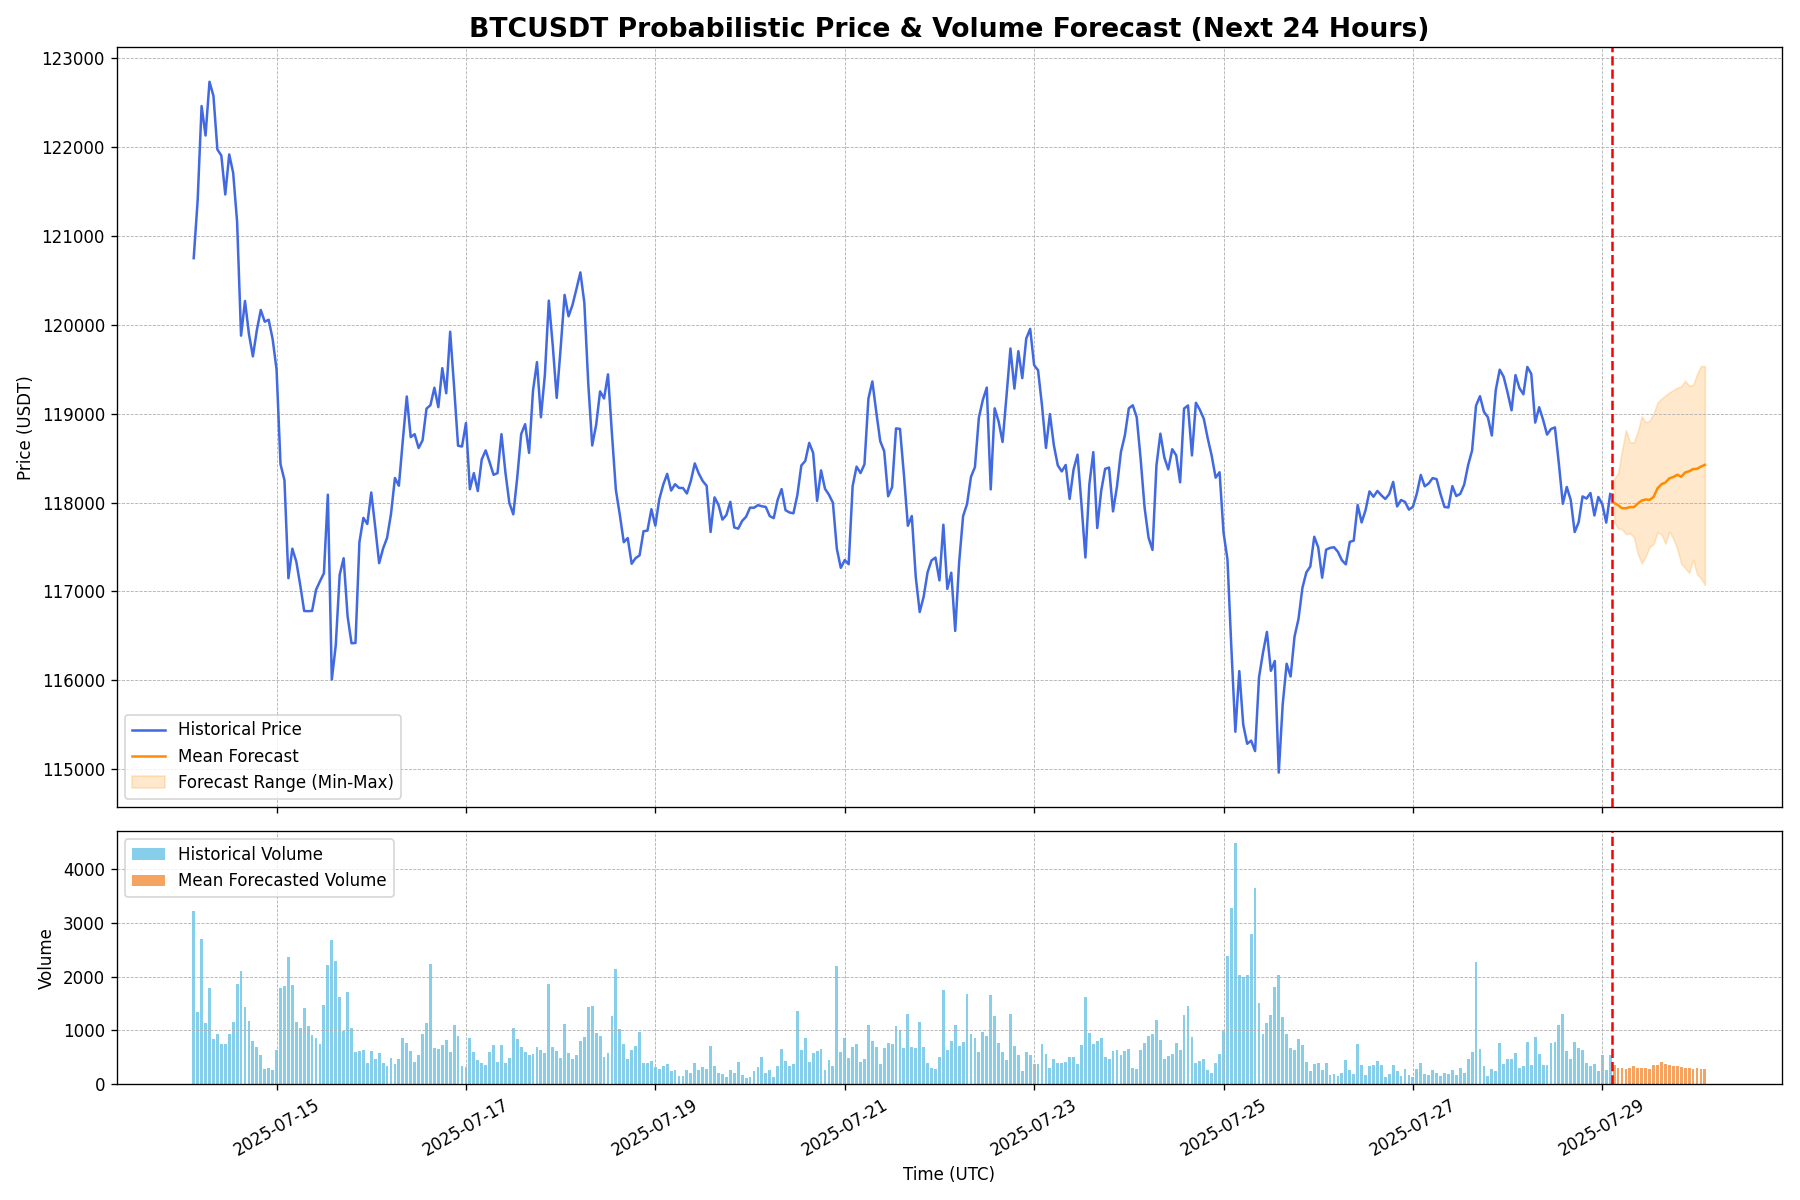 BTCUSDT Probabilistic Price & Volume Forecast (Next 24 Hours)
123000
122000
121000
120000
119000
118000
117000
116000
115000
Price (USDT)
Historical Price
Mean Forecast
Forecast Range (Min-Max)
Historical Volume
Mean Forecasted Volume
4000
3000
2000
1000
0
Volume
2025-07-15
2025-07-17
2025-07-19
2025-07-21
2025-07-23
2025-07-25
2025-07-27
2025-07-29
Time (UTC)